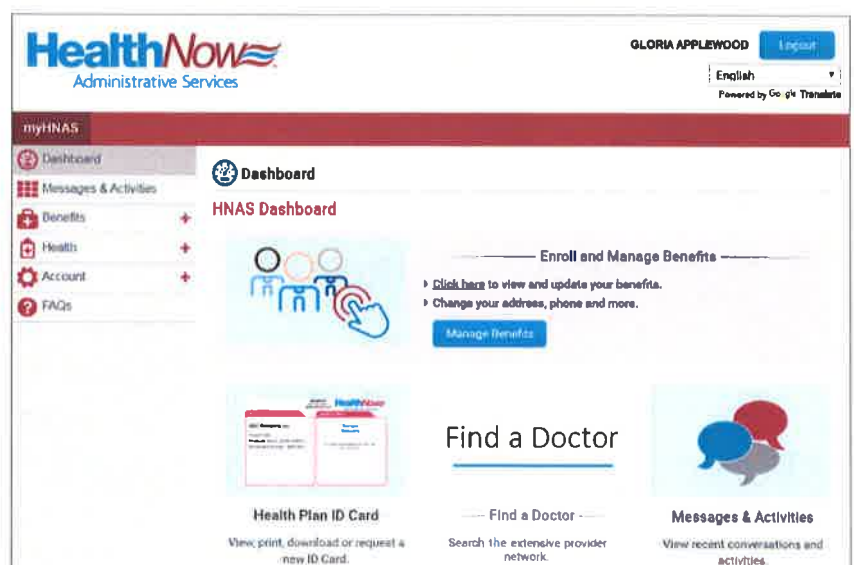 HealthNow
Administrative Services
GLORIA APPLEWOOD
Logout
English
Powered by Google Translate
myHNAS
Dashboard
Messages & Activities
Benefits +
Health +
Account +
FAQs
Dashboard
HNAS Dashboard
Enroll and Manage Benefits
Click here to view and update your benefits.
Change your address, phone and more.
Manage Benefits
HealthNow
Find a Doctor
Health Plan ID Card
View, print, download or request a
new ID Card.
Find a Doctor
Search the extensive provider
network.
Messages & Activities
View recent conversations and
activities.